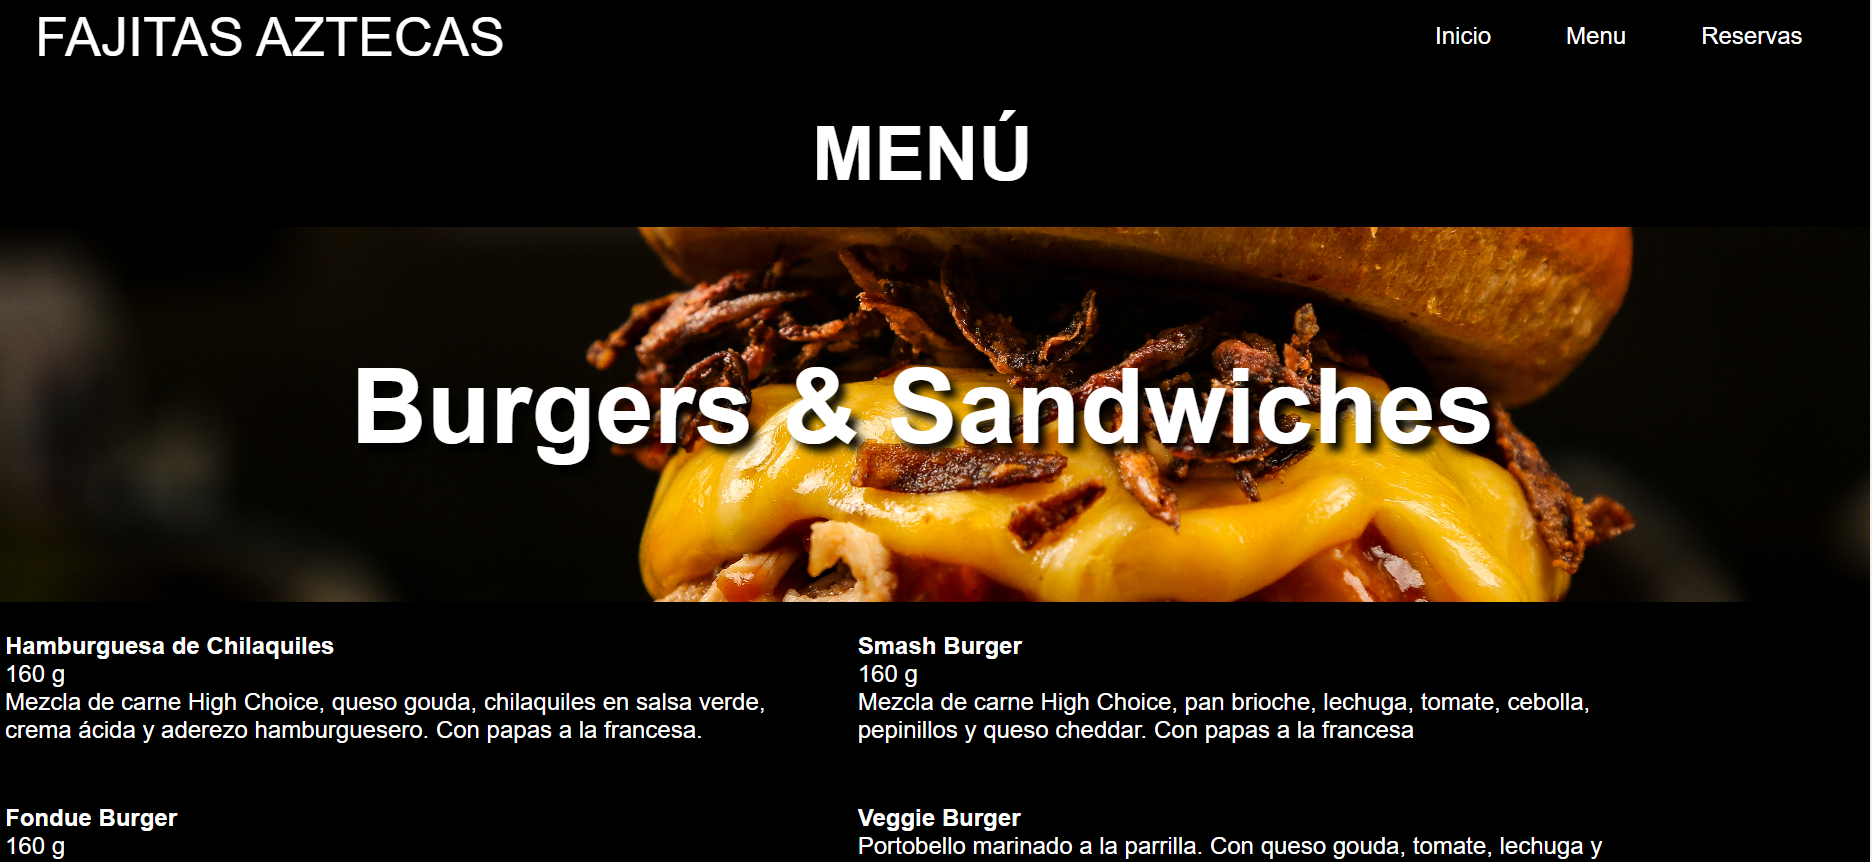 FAJITAS AZTECAS
Inicio
Menu
Reservas
MENÚ
Burgers & Sandwiches
Hamburguesa de Chilaquiles
160 g
Mezcla de carne High Choice, queso gouda, chilaquiles en salsa verde,
crema ácida y aderezo hamburguesero. Con papas a la francesa.
Smash Burger
160 g
Mezcla de carne High Choice, pan brioche, lechuga, tomate, cebolla,
pepinillos y queso cheddar. Con papas a la francesa
Fondue Burger
160 g
Veggie Burger
Portobello marinado a la parrilla. Con queso gouda, tomate, lechuga y